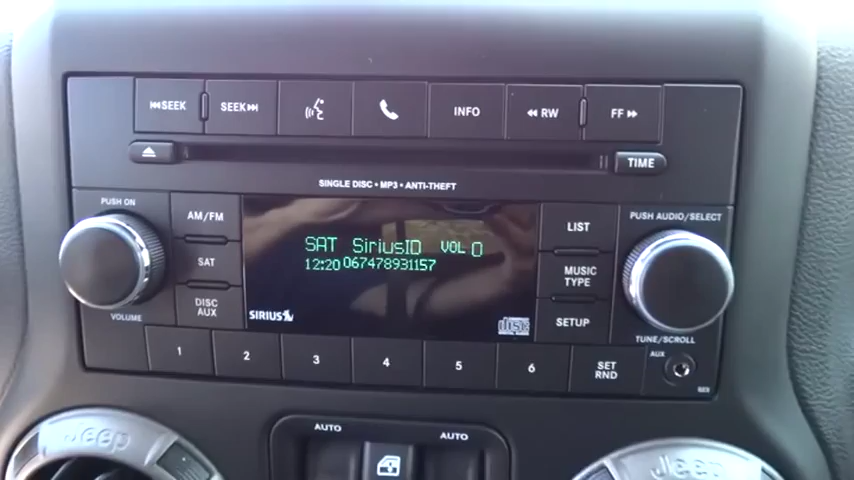 SEEK SEEK INFO RW FF
TIME
SINGLE DISC • MP3 • ANTI-THEFT
PUSH ON
AM/FM
SAT
DISC
AUX
VOLUME
SAT SiriusID VOL 0
12:20 067478931157
SIRIUS
disc
LIST
MUSIC
TYPE
SETUP
PUSH AUDIO/SELECT
TUNE/SCROLL
AUX
1 2 3 4 5 6 SET
RND
RES
AUTO AUTO
Jeep Jeep